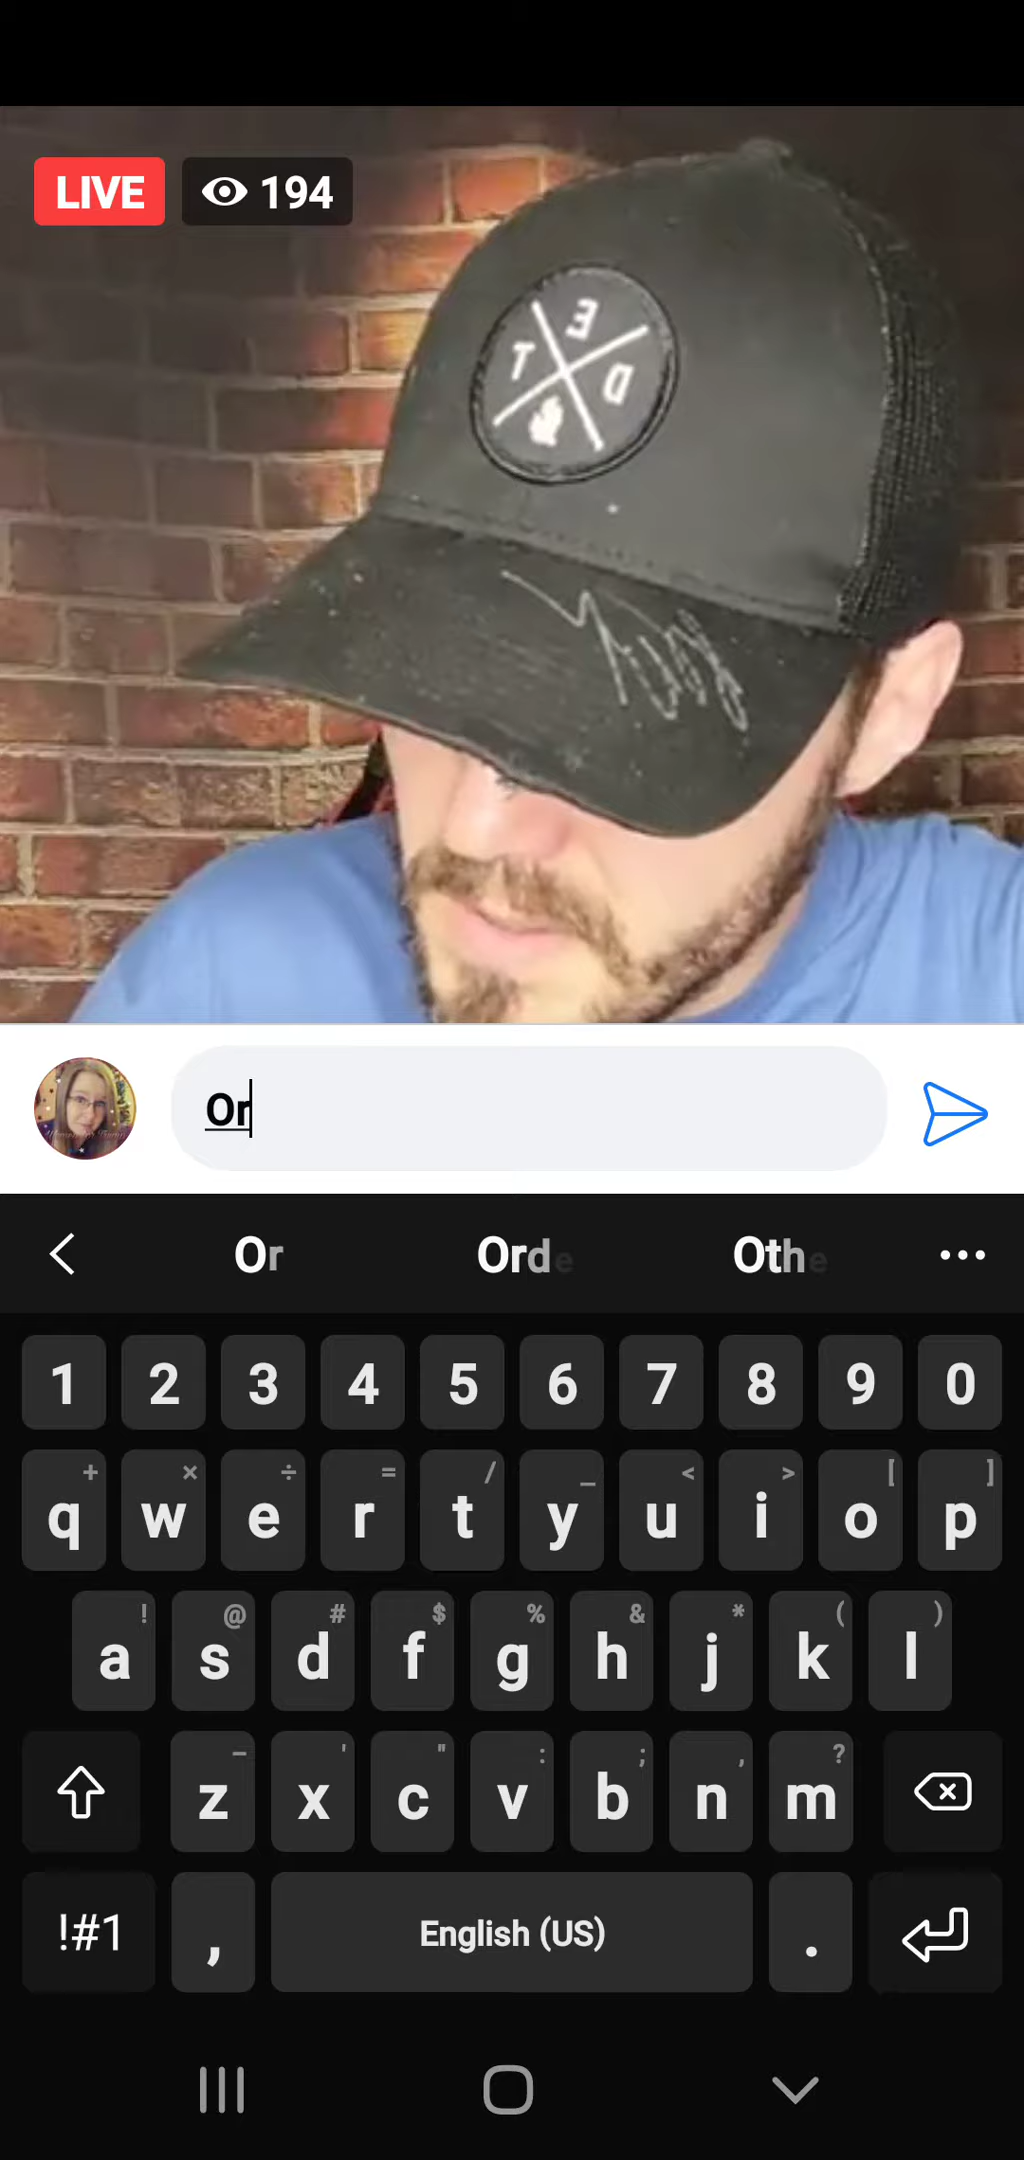 LIVE 194
E
T D
Or
Or Orde Othe ...
1 2 3 4 5 6 7 8 9 0
+ × ÷ = / _ < > [ ]
q w e r t y u i o p
! @ # $ % & * ( )
a s d f g h j k l
- ' " : ; , ?
z x c v b n m
!#1 , English (US) .